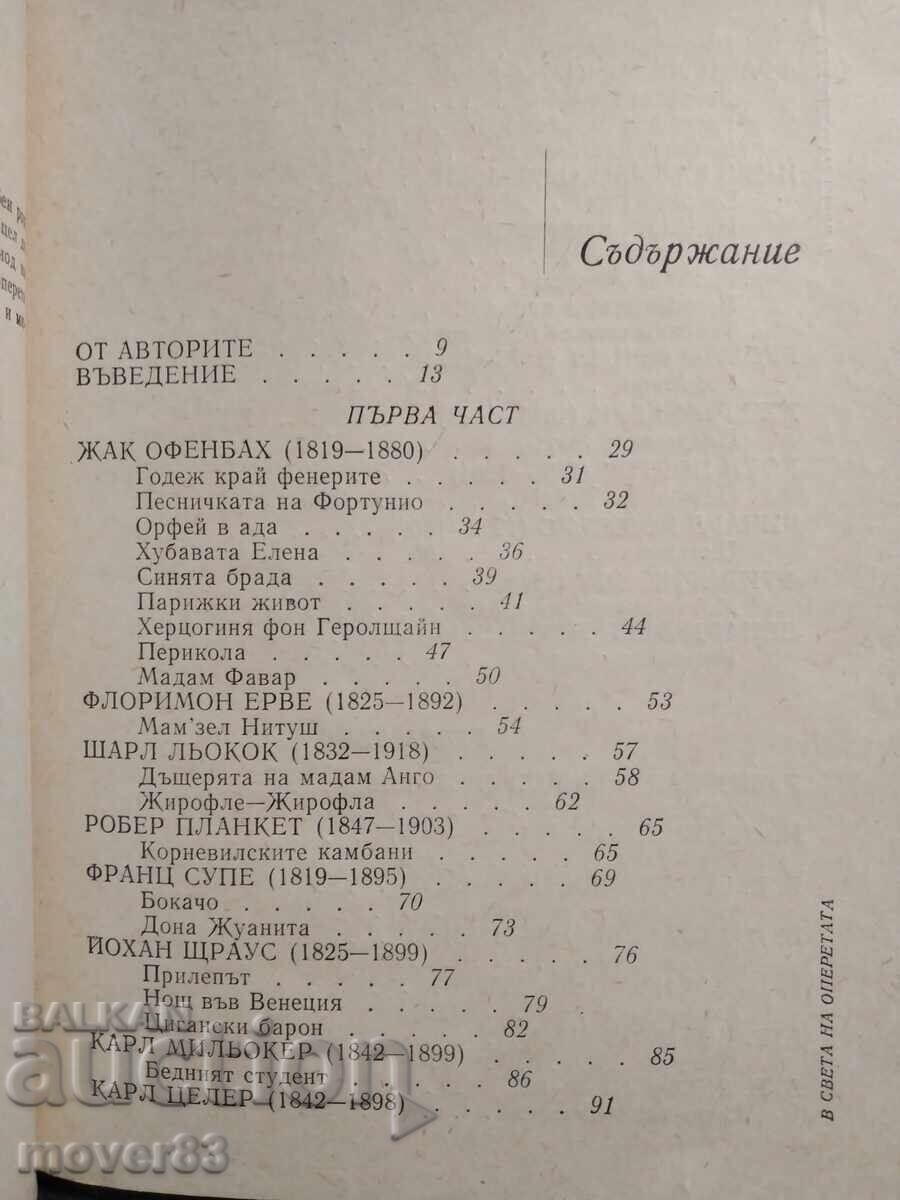 Съдържание
ОТ АВТОРИТЕ . . . . . 9
ВЪВЕДЕНИЕ . . . . . 13
ПЪРВА ЧАСТ
ЖАК ОФЕНБАХ (1819—1880) . . . . . 29
Годеж край фенерите . . . . . 31
Песничката на Фортунио . . . . . 32
Орфей в ада . . . . . 34
Хубавата Елена . . . . . 36
Синята брада . . . . . 39
Парижки живот . . . . . 41
Херцогиня фон Геролщайн . . . . . 44
Перикола . . . . . 47
Мадам Фавар . . . . . 50
ФЛОРИМОН ЕРВЕ (1825—1892) . . . . . 53
Мам'зел Нитуш . . . . . 54
ШАРЛ ЛЬОКОК (1832—1918) . . . . . 57
Дъщерята на мадам Анго . . . . . 58
Жирофле—Жирофла . . . . . 62
РОБЕР ПЛАНКЕТ (1847—1903) . . . . . 65
Корневилските камбани . . . . . 65
ФРАНЦ СУПЕ (1819—1895) . . . . . 69
Бокачо . . . . . 70
Дона Жуанита . . . . . 73
ЙОХАН ЩРАУС (1825—1899) . . . . . 76
Прилепът . . . . . 77
Нощ във Венеция . . . . . 79
Цигански барон . . . . . 82
КАРЛ МИЛЬОКЕР (1842—1899) . . . . . 85
Бедният студент . . . . . 86
КАРЛ ЦЕЛЕР (1842—1898) . . . . . 91
В СВЕТА НА ОПЕРЕТАТА
BALKAN
auction
mover83